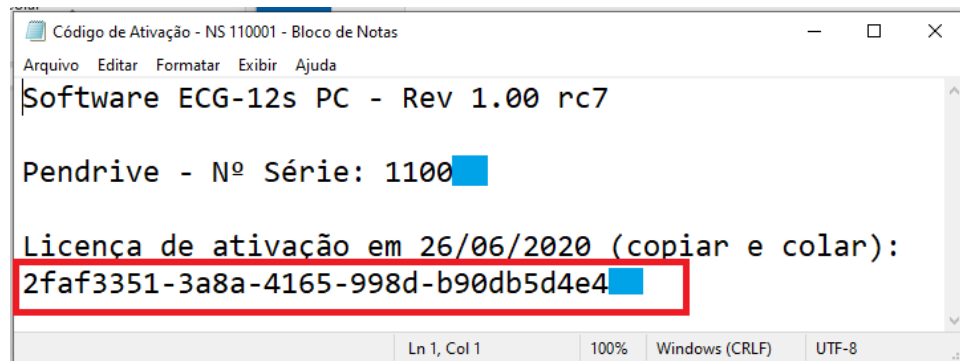 Código de Ativação - NS 110001 - Bloco de Notas
Arquivo Editar Formatar Exibir Ajuda
Software ECG-12s PC - Rev 1.00 rc7
Pendrive - Nº Série: 1100
Licença de ativação em 26/06/2020 (copiar e colar):
2faf3351-3a8a-4165-998d-b90db5d4e4
Ln 1, Col 1 100% Windows (CRLF) UTF-8